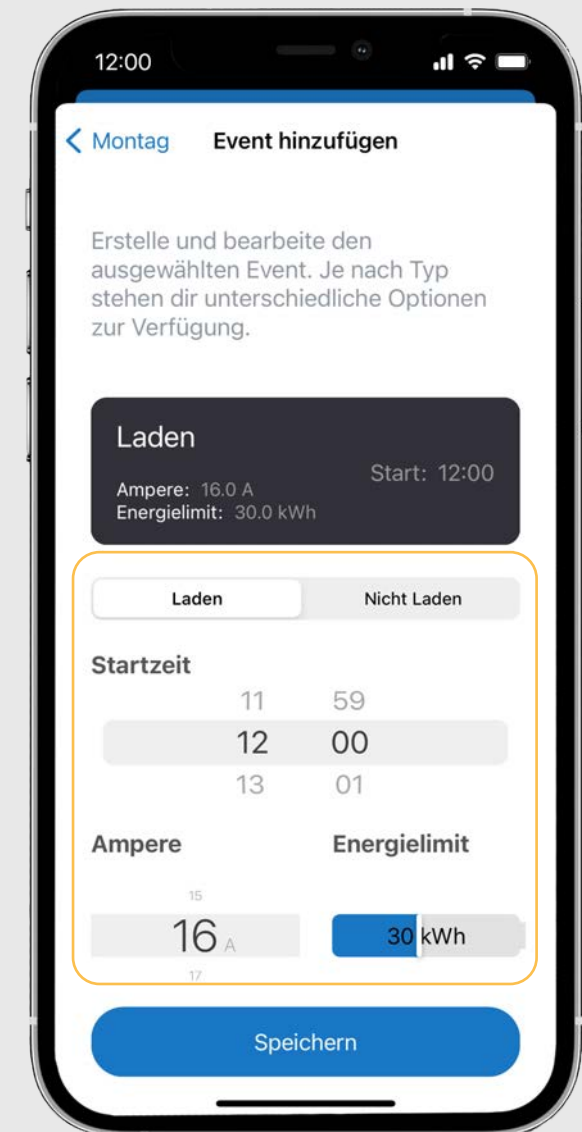 12:00
Montag Event hinzufügen
Erstelle und bearbeite den
ausgewählten Event. Je nach Typ
stehen dir unterschiedliche Optionen
zur Verfügung.
Laden
Start: 12:00
Ampere: 16.0 A
Energielimit: 30.0 kWh
Laden Nicht Laden
Startzeit
11 59
12 00
13 01
Ampere Energielimit
15
16 A 30 kWh
17
Speichern